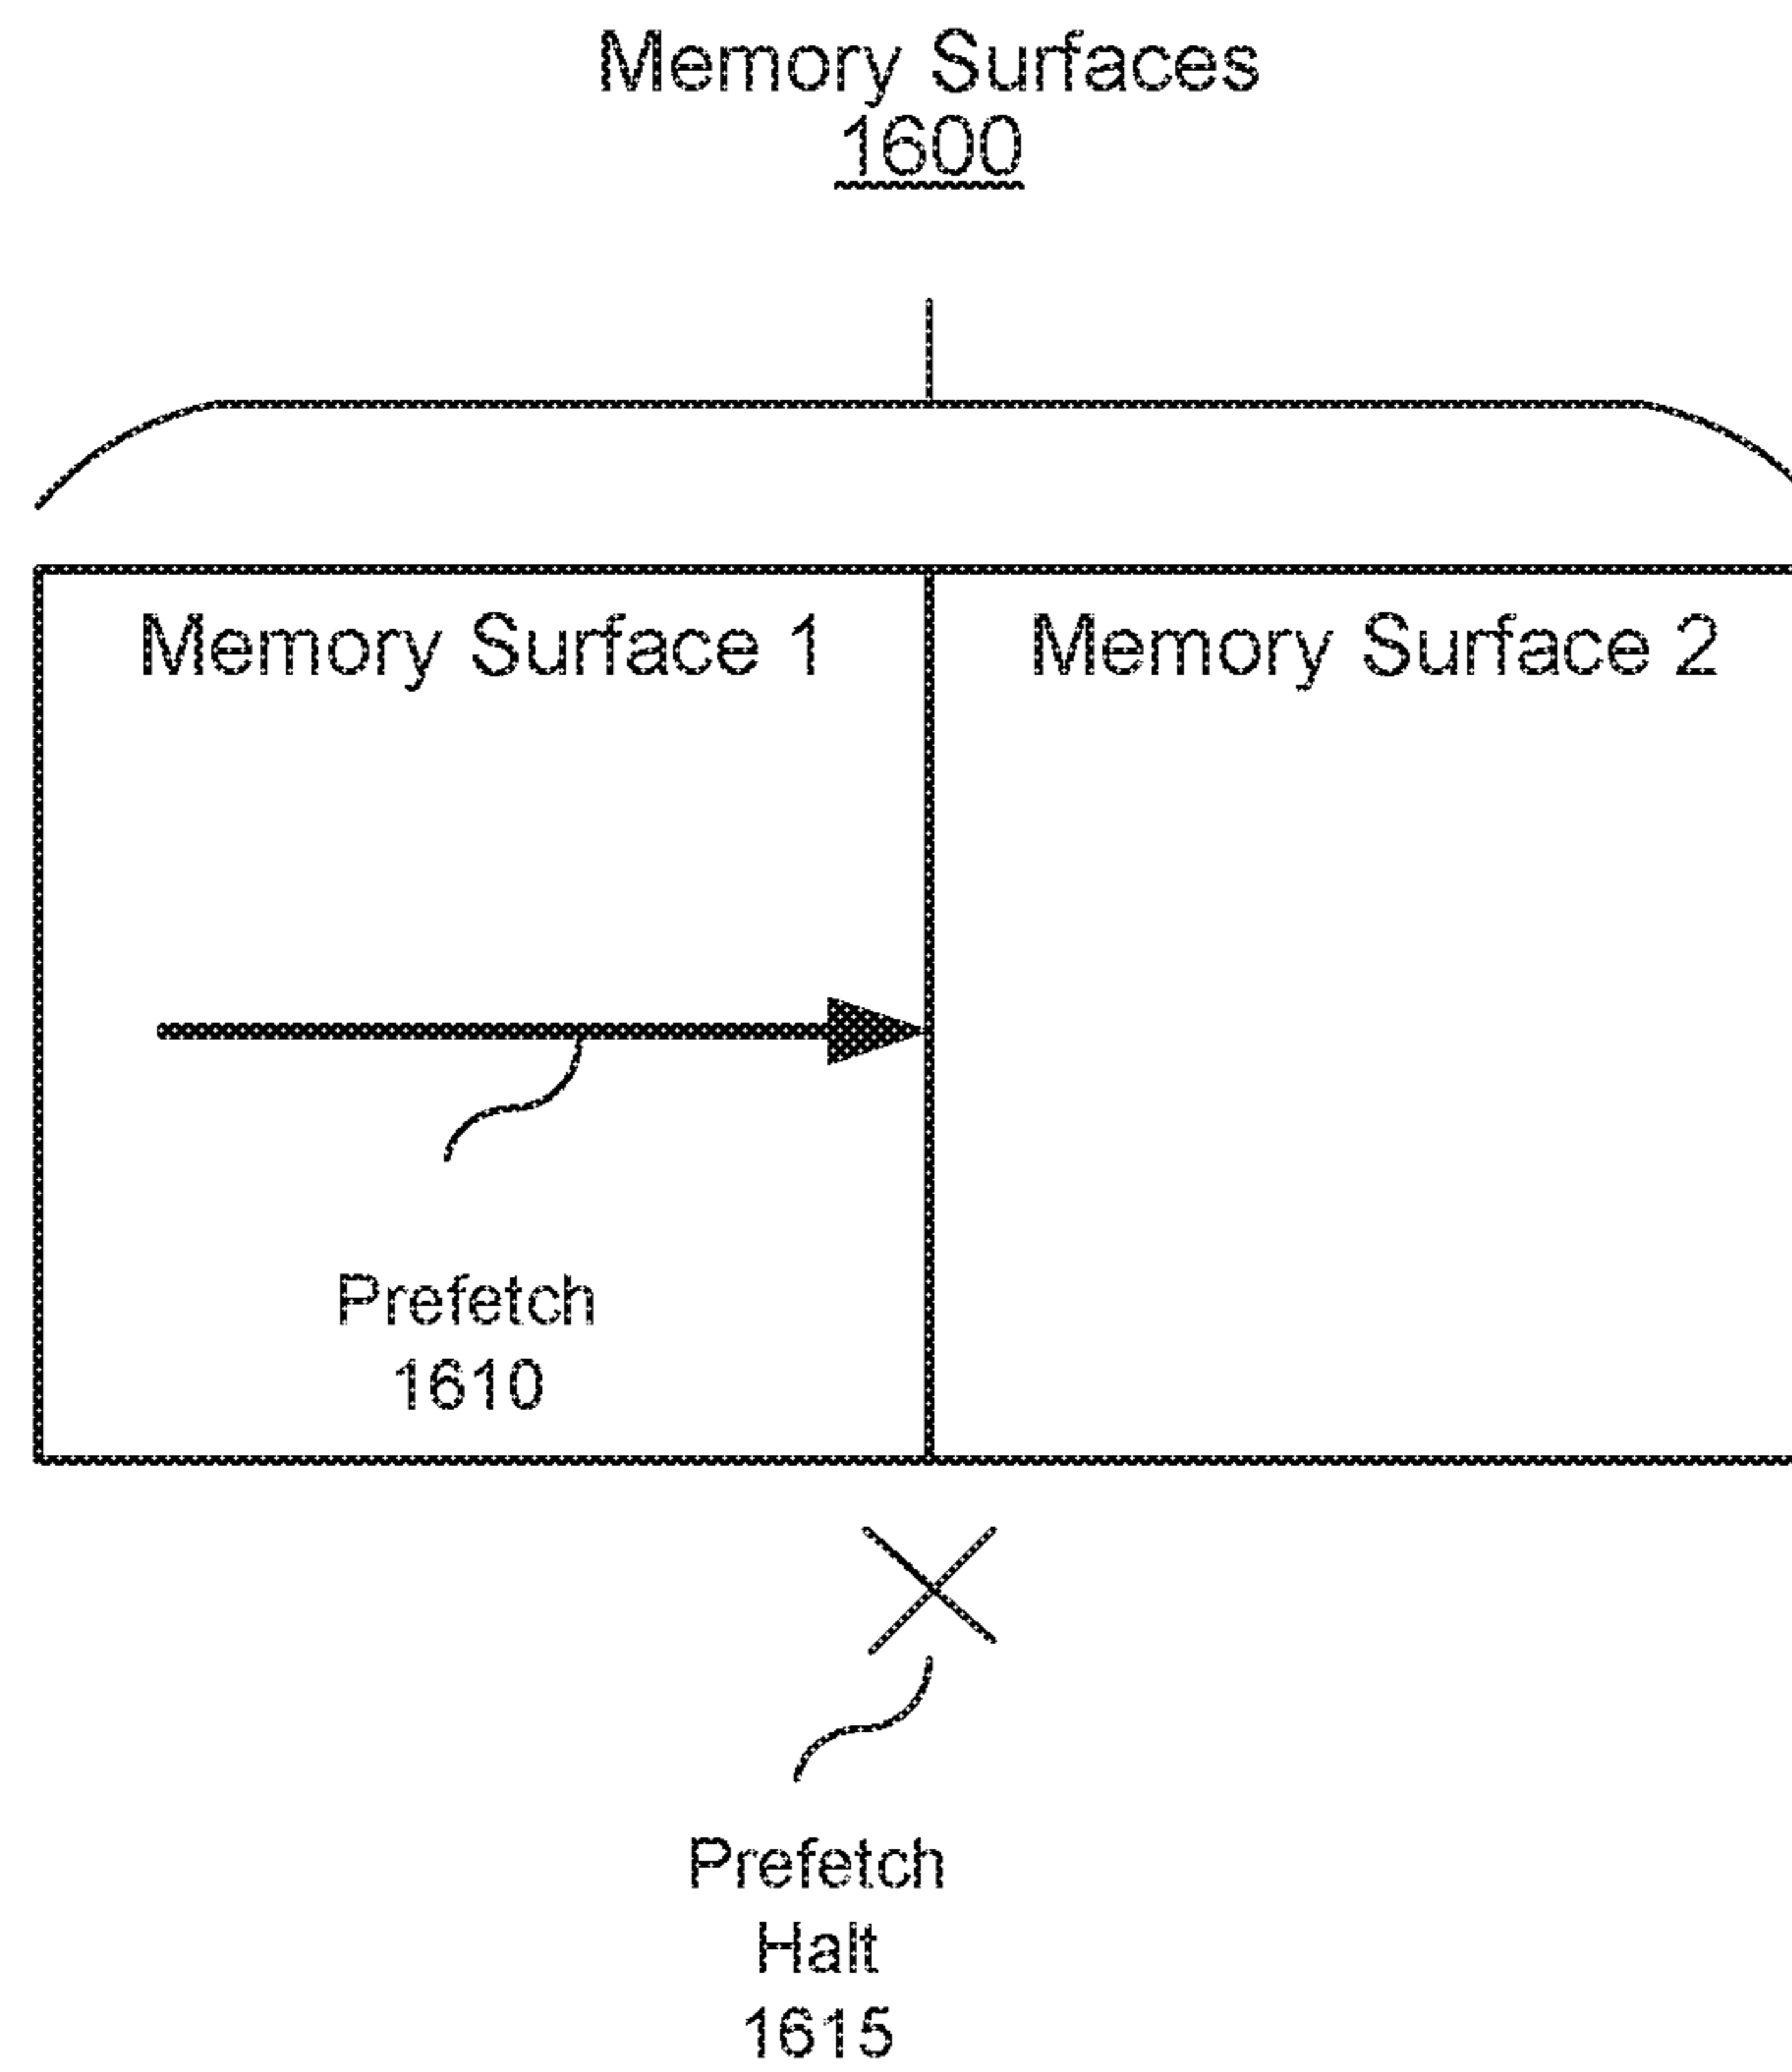 Memory Surfaces
1600
Memory Surface 1
Memory Surface 2
Prefetch
1610
Prefetch
Halt
1615